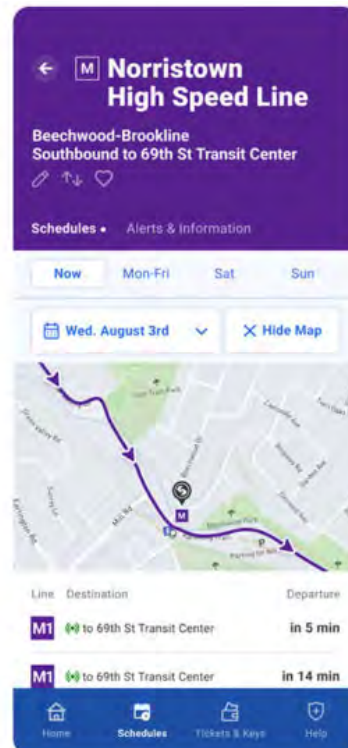 M Norristown
High Speed Line
Beechwood-Brookline
Southbound to 69th St Transit Center
Schedules • Alerts & Information
Now Mon-Fri Sat Sun
Wed. August 3rd Hide Map
Mill Rd
M
Line Destination Departure
M1 to 69th St Transit Center in 5 min
M1 to 69th St Transit Center in 14 min
Home Schedules Tickets & Keys Help